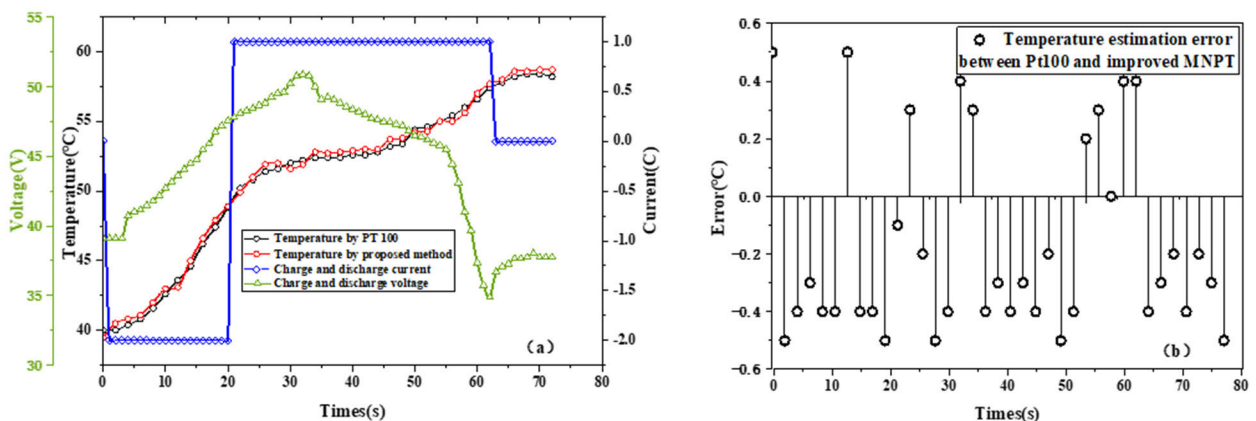 55
50
45
40
35
30
Voltage(V)
60
55
50
45
40
Temperature(°C)
Temperature by PT 100
Temperature by proposed method
Charge and discharge current
Charge and discharge voltage
(a)
1.0
0.5
0.0
-0.5
-1.0
-1.5
-2.0
Current(C)
0 10 20 30 40 50 60 70 80
Times(s)
0.6
0.4
0.2
0.0
−0.2
−0.4
−0.6
Error(°C)
Temperature estimation error
between Pt100 and improved MNPT
(b)
0 10 20 30 40 50 60 70 80
Times(s)